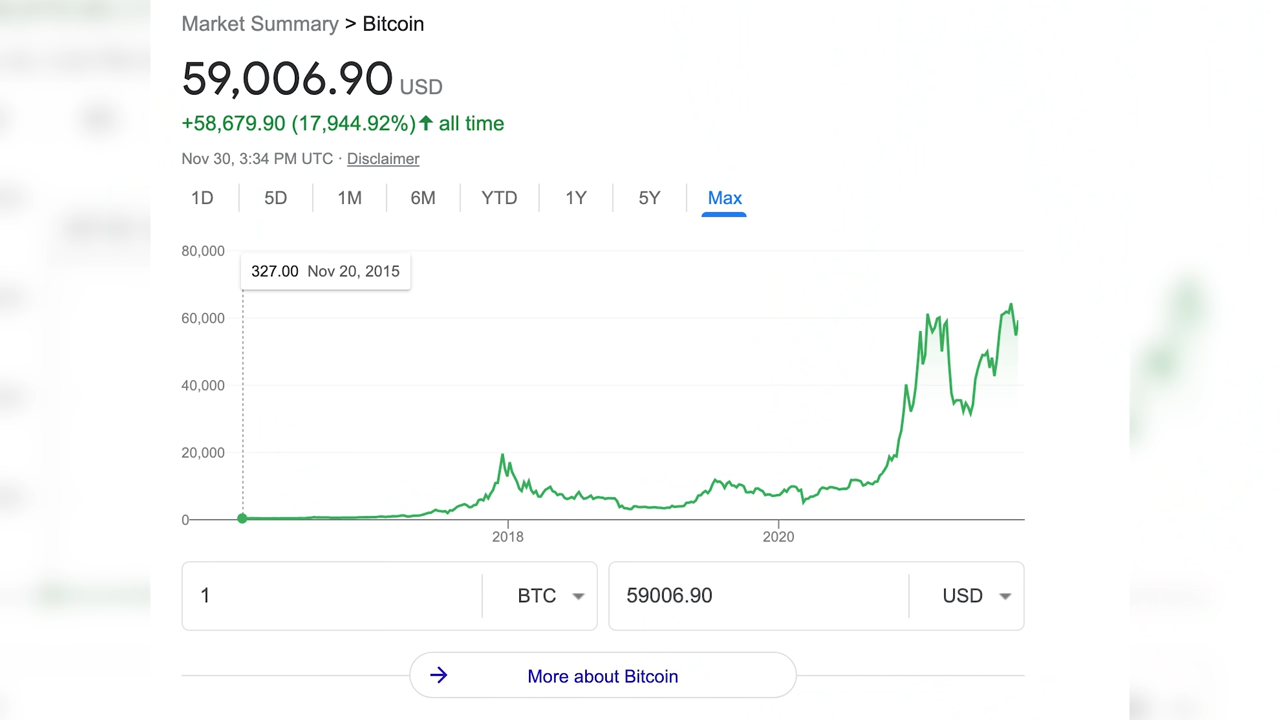 Market Summary > Bitcoin
59,006.90 USD
+58,679.90 (17,944.92%)↑ all time
Nov 30, 3:34 PM UTC · Disclaimer
1D 5D 1M 6M YTD 1Y 5Y Max
80,000
327.00 Nov 20, 2015
60,000
40,000
20,000
0
2018 2020
1 BTC 59006.90 USD
→ More about Bitcoin